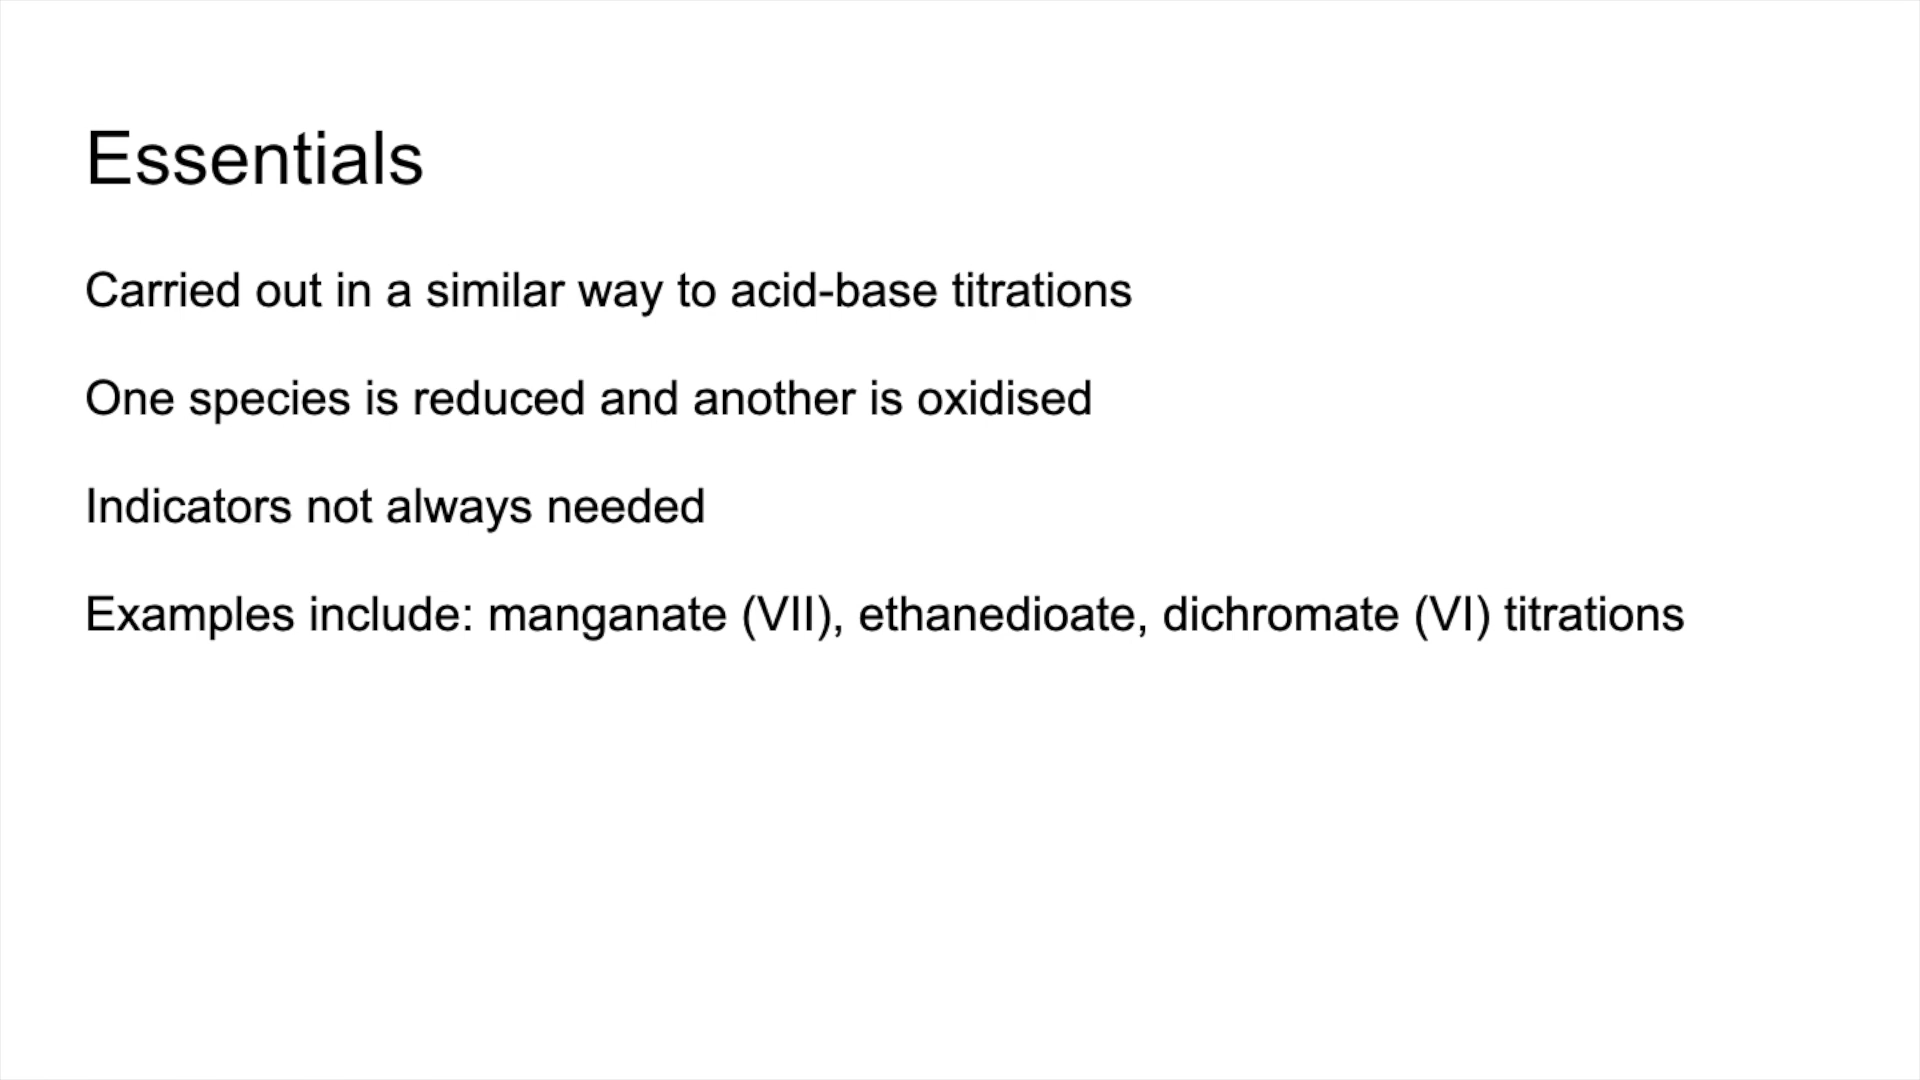 Essentials
Carried out in a similar way to acid-base titrations
One species is reduced and another is oxidised
Indicators not always needed
Examples include: manganate (VII), ethanedioate, dichromate (VI) titrations